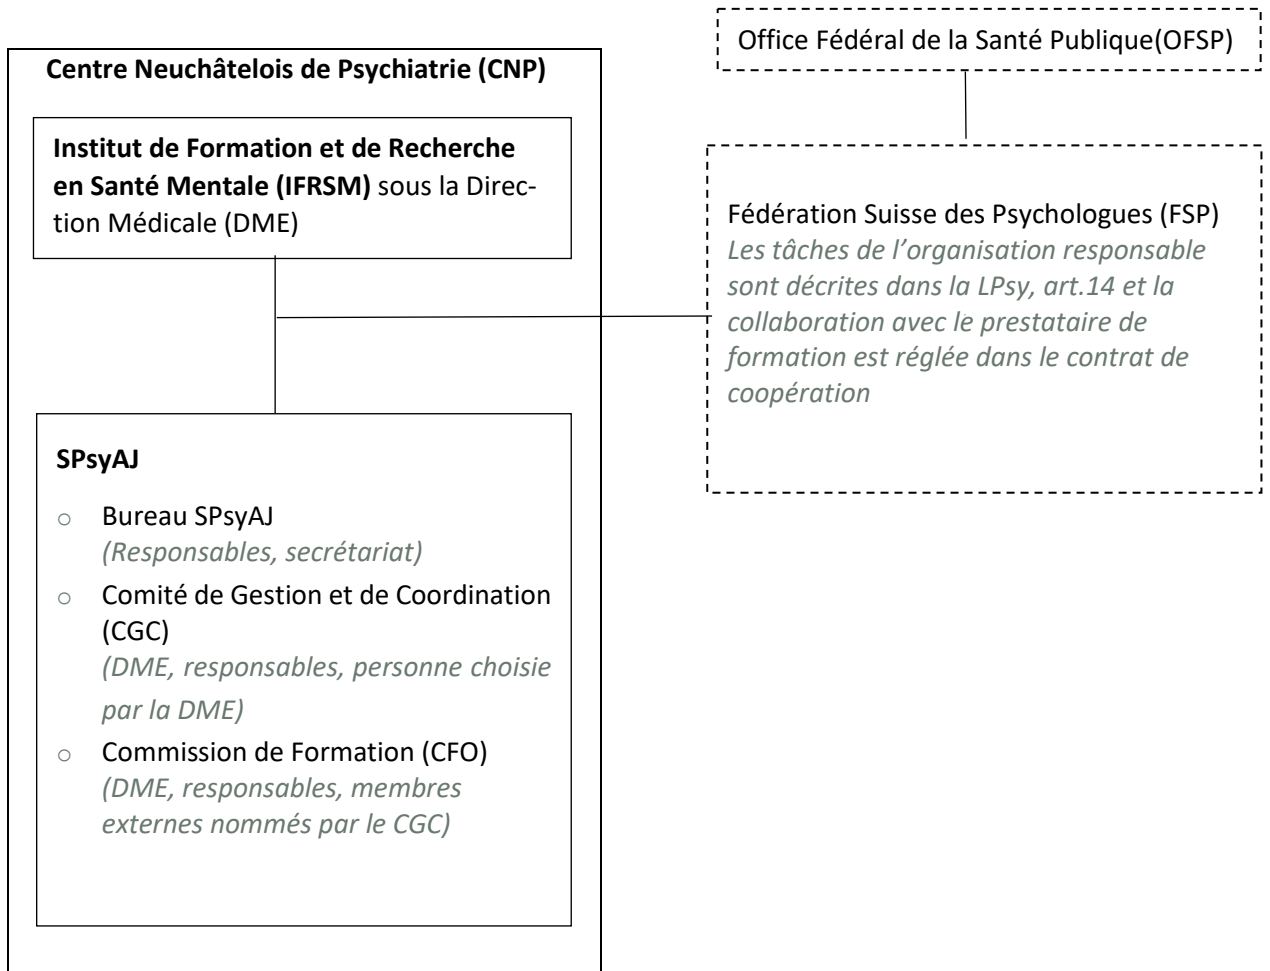 Centre Neuchâtelois de Psychiatrie (CNP)
Institut de Formation et de Recherche
en Santé Mentale (IFRSM) sous la Direc-
tion Médicale (DME)
SPsyAJ
○ Bureau SPsyAJ
(Responsables, secrétariat)
○ Comité de Gestion et de Coordination
(CGC)
(DME, responsables, personne choisie
par la DME)
○ Commission de Formation (CFO)
(DME, responsables, membres
externes nommés par le CGC)
Office Fédéral de la Santé Publique(OFSP)
Fédération Suisse des Psychologues (FSP)
Les tâches de l’organisation responsable
sont décrites dans la LPsy, art.14 et la
collaboration avec le prestataire de
formation est réglée dans le contrat de
coopération